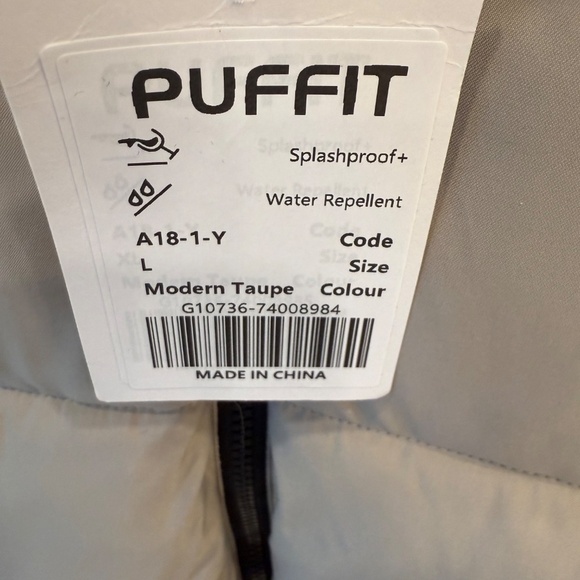 PUFFIT
Splashproof+
Water Repellent
A18-1-Y Code
L Size
Modern Taupe Colour
G10736-74008984
MADE IN CHINA